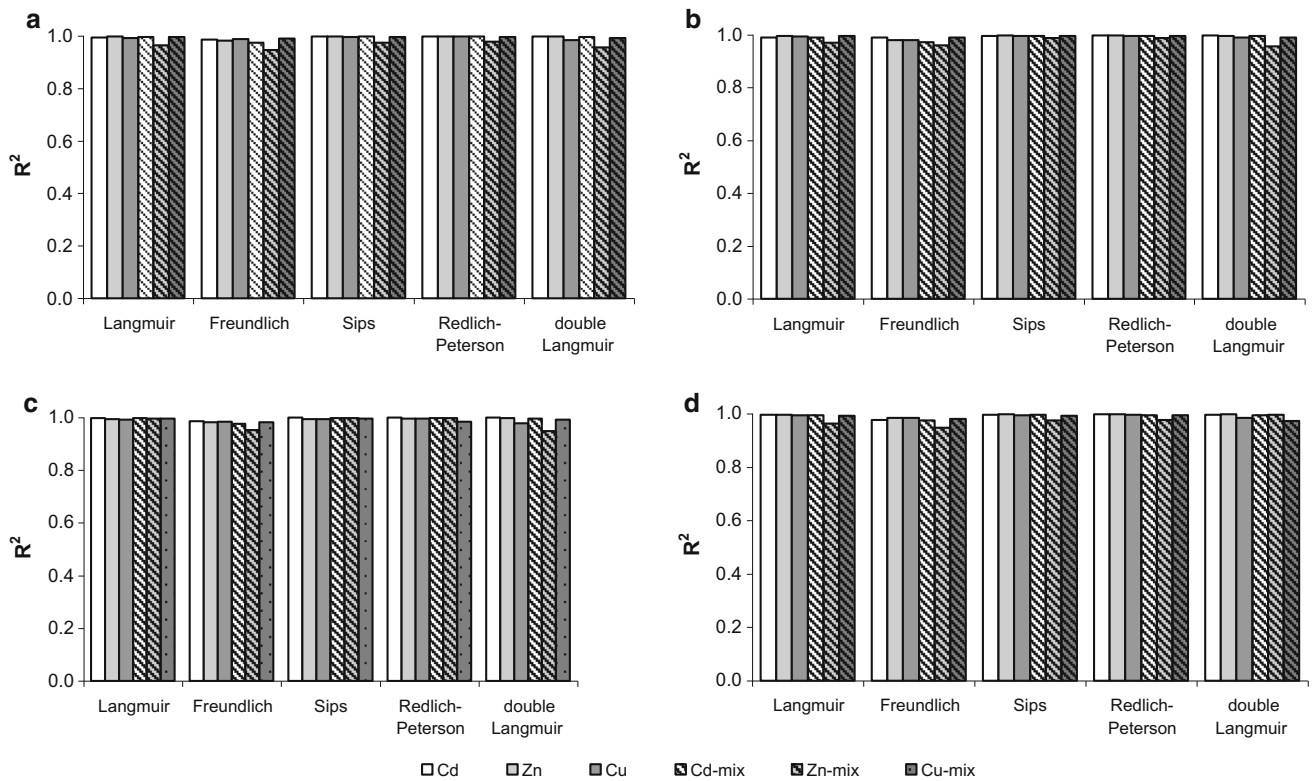 a
1.0
0.8
0.6
0.4
0.2
0.0
R²
Langmuir Freundlich Sips Redlich-Peterson double Langmuir
b
1.0
0.8
0.6
0.4
0.2
0.0
R²
Langmuir Freundlich Sips Redlich-Peterson double Langmuir
c
1.0
0.8
0.6
0.4
0.2
0.0
R²
Langmuir Freundlich Sips Redlich-Peterson double Langmuir
d
1.0
0.8
0.6
0.4
0.2
0.0
R²
Langmuir Freundlich Sips Redlich-Peterson double Langmuir
Cd Zn Cu Cd-mix Zn-mix Cu-mix